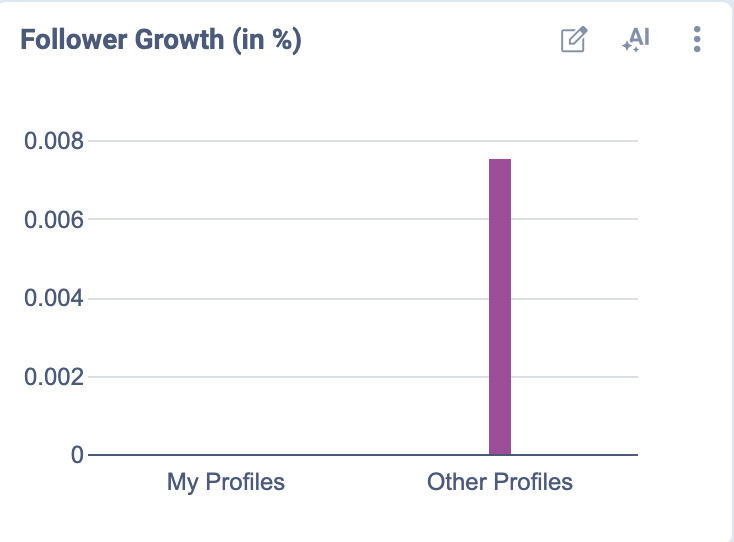 Follower Growth (in %)
AI
0.008
0.006
0.004
0.002
0
My Profiles
Other Profiles